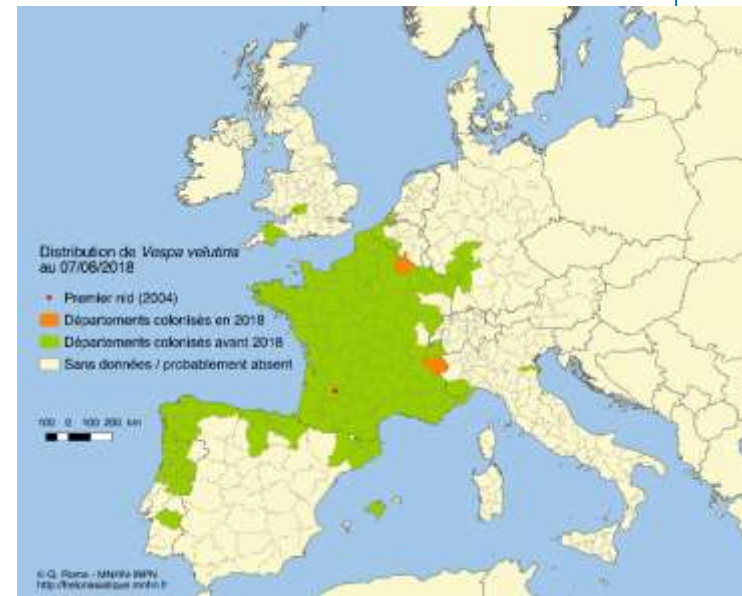 Distribution de Vespa velutina
au 07/06/2018
Premier nid (2004)
Départements colonisés en 2018
Départements colonisés avant 2018
Sans données / probablement absent
100 0 100 200 km
© Q. Rome - MNHN-INPN
http://frelonasiatique.mnhn.fr